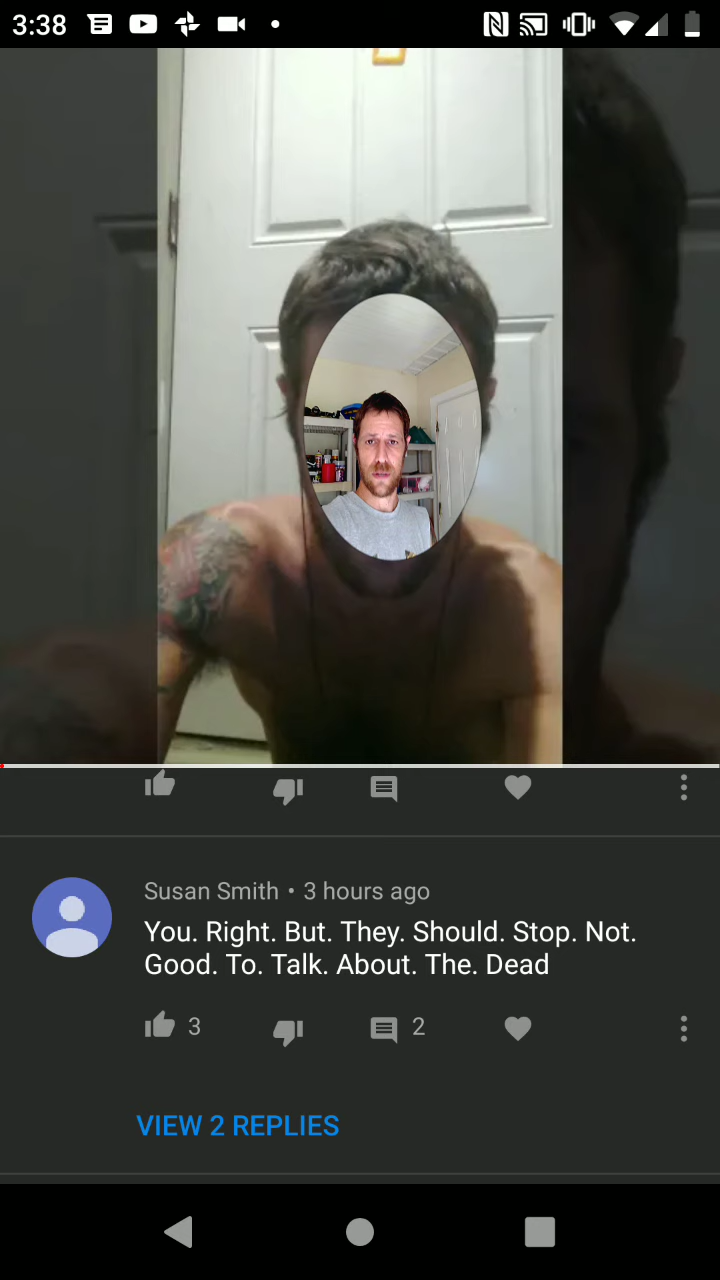 3:38
Susan Smith • 3 hours ago
You. Right. But. They. Should. Stop. Not.
Good. To. Talk. About. The. Dead
3
2
VIEW 2 REPLIES